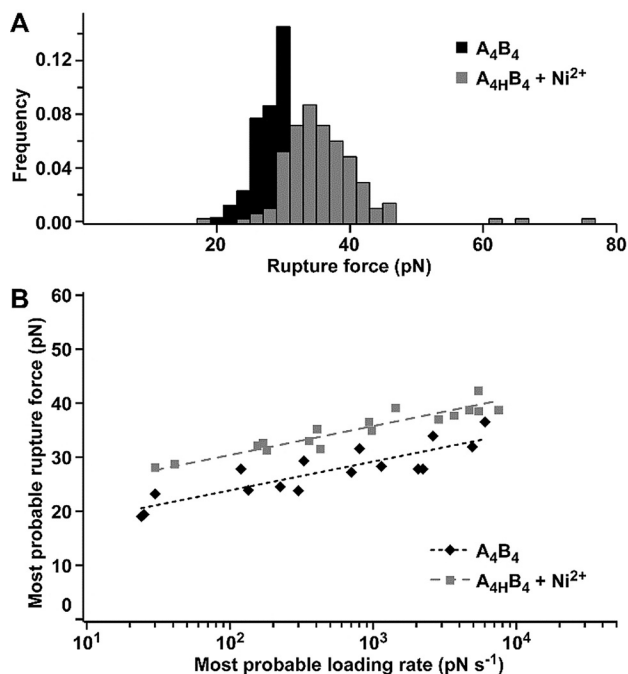 A
A₄B₄
A₄HB₄ + Ni²⁺
Frequency
0.12
0.08
0.04
0.00
20 40 60 80
Rupture force (pN)
B
Most probable rupture force (pN)
60
50
40
30
20
10
0
A₄B₄
A₄HB₄ + Ni²⁺
10¹ 10² 10³ 10⁴
Most probable loading rate (pN s⁻¹)